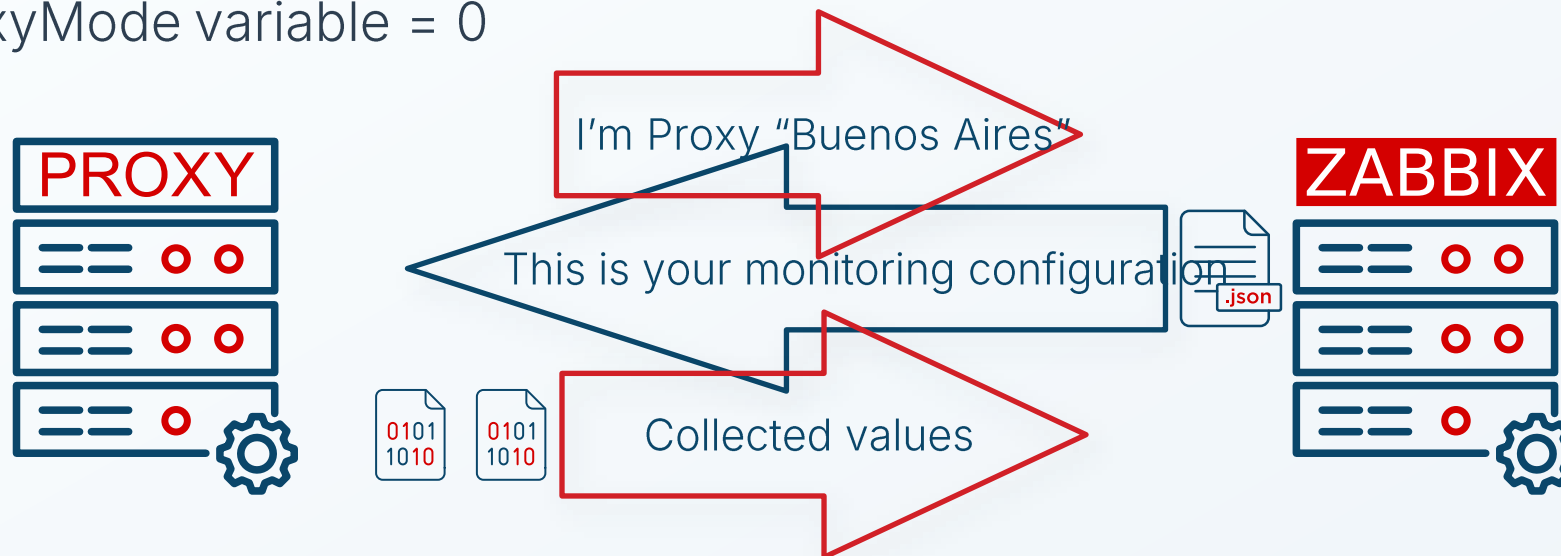 xyMode variable = 0
I’m Proxy “Buenos Aires”
PROXY
ZABBIX
This is your monitoring configuration
.json
Collected values
0101
1010
0101
1010